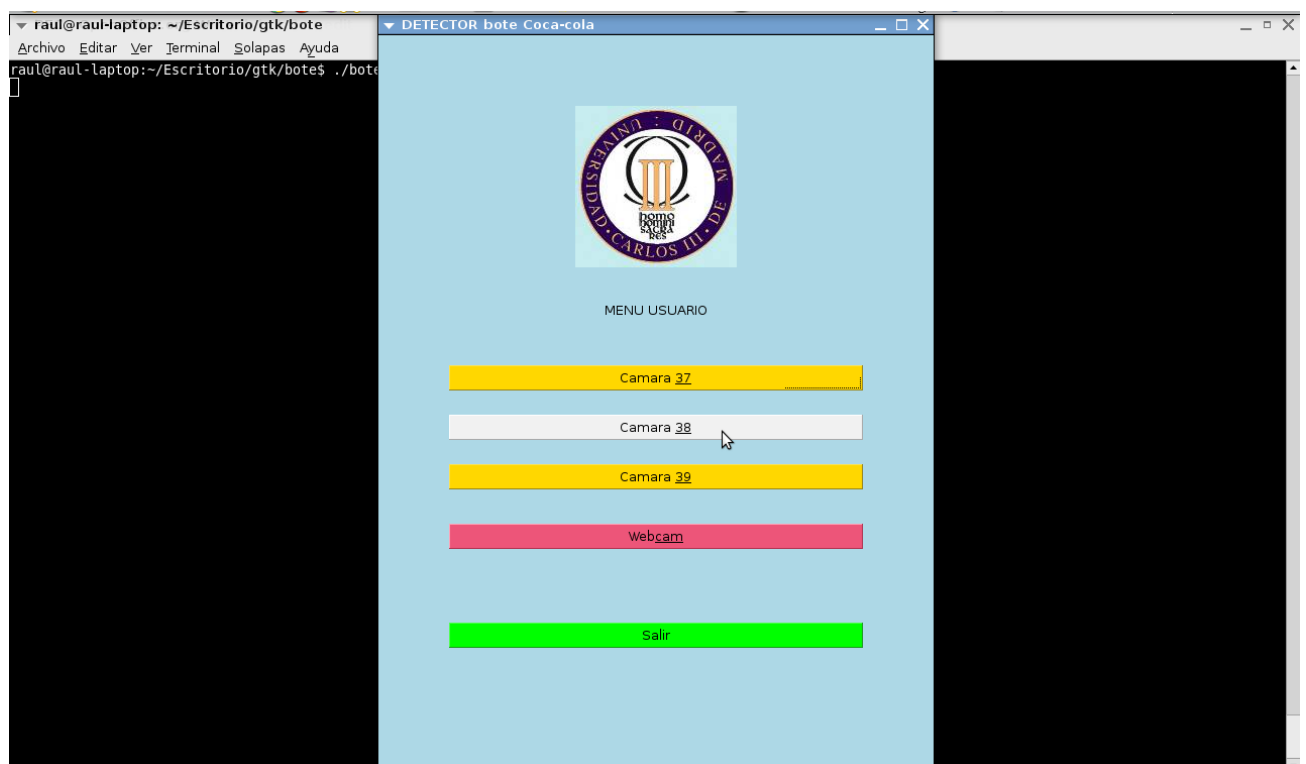 raul@raul-laptop: ~/Escritorio/gtk/bote
Archivo Editar Ver Terminal Solapas Ayuda
raul@raul-laptop:~/Escritorio/gtk/bote$ ./bote
DETECTOR bote Coca-cola
UNIVERSIDAD · CARLOS III · DE MADRID :
homo
homini
sacra
res
MENU USUARIO
Camara 37
Camara 38
Camara 39
Webcam
Salir